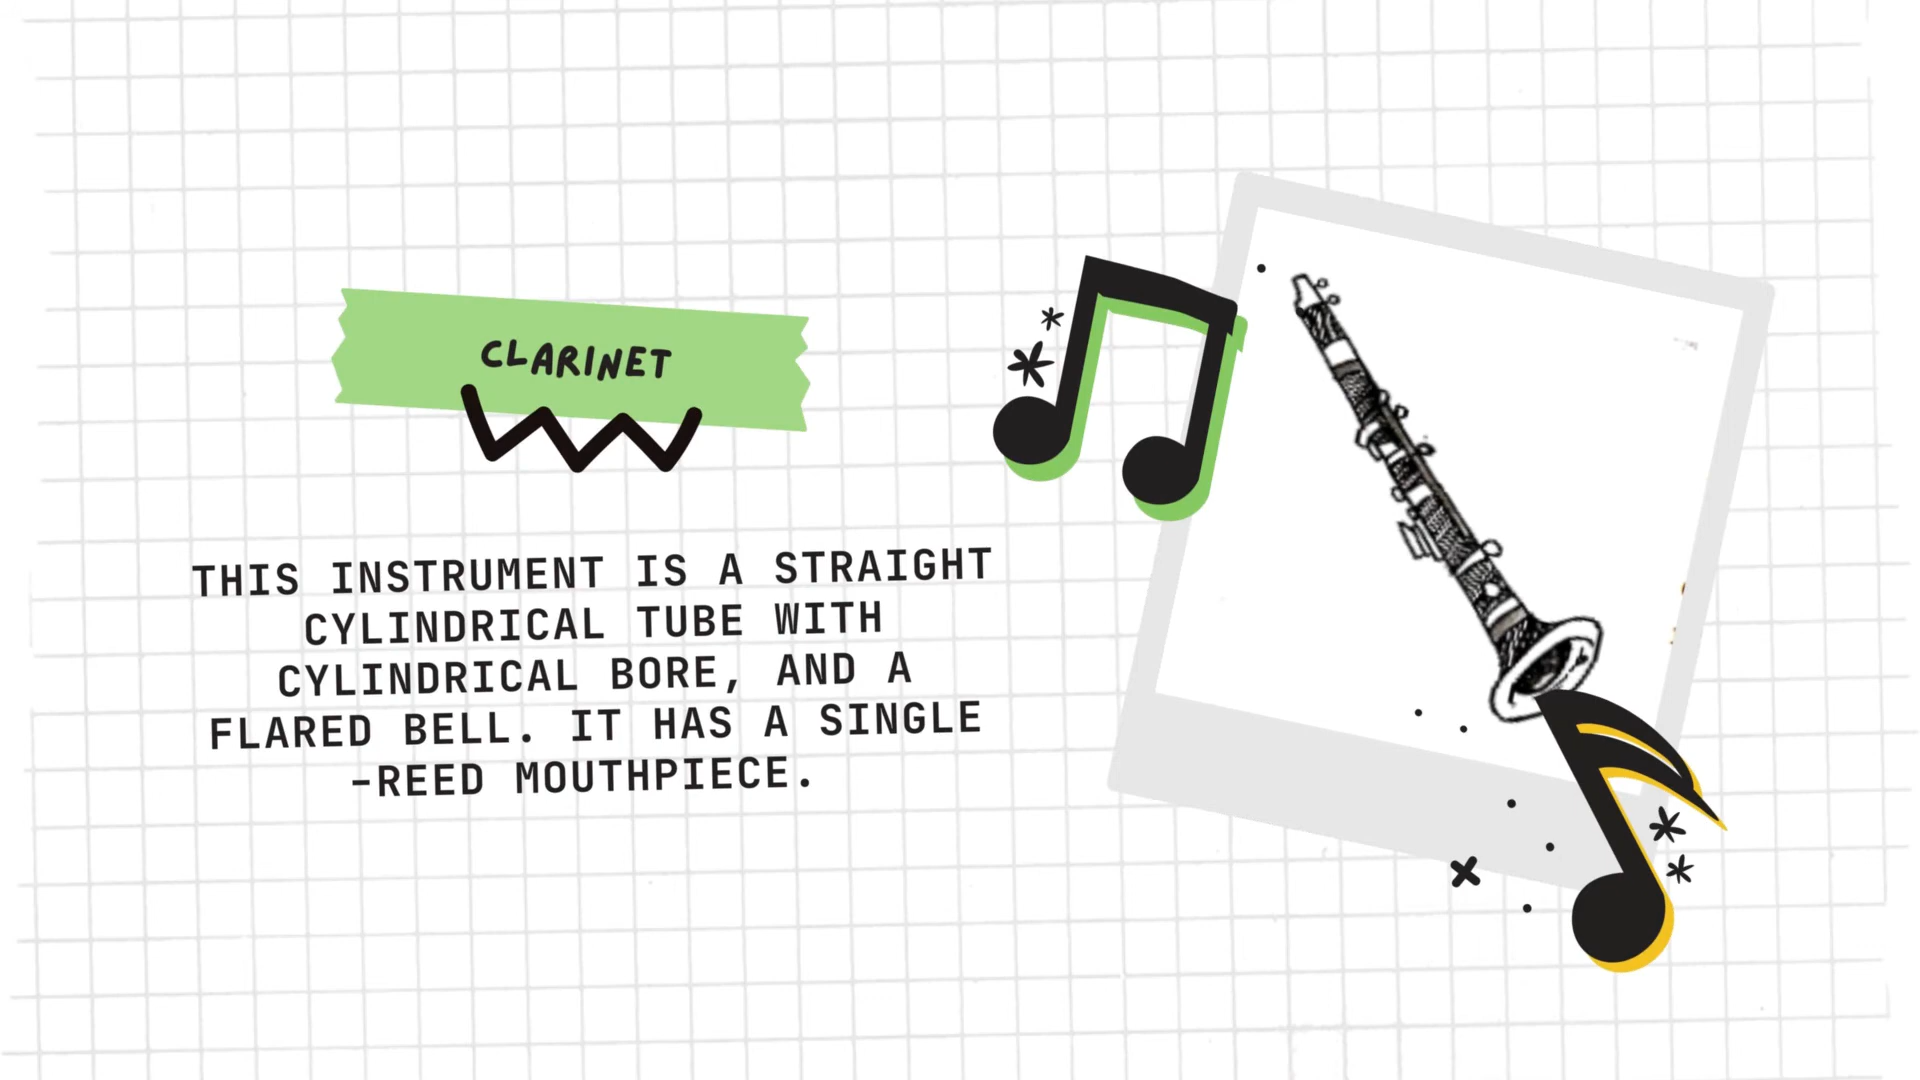 CLARINET
THIS INSTRUMENT IS A STRAIGHT
CYLINDRICAL TUBE WITH
CYLINDRICAL BORE, AND A
FLARED BELL. IT HAS A SINGLE
-REED MOUTHPIECE.